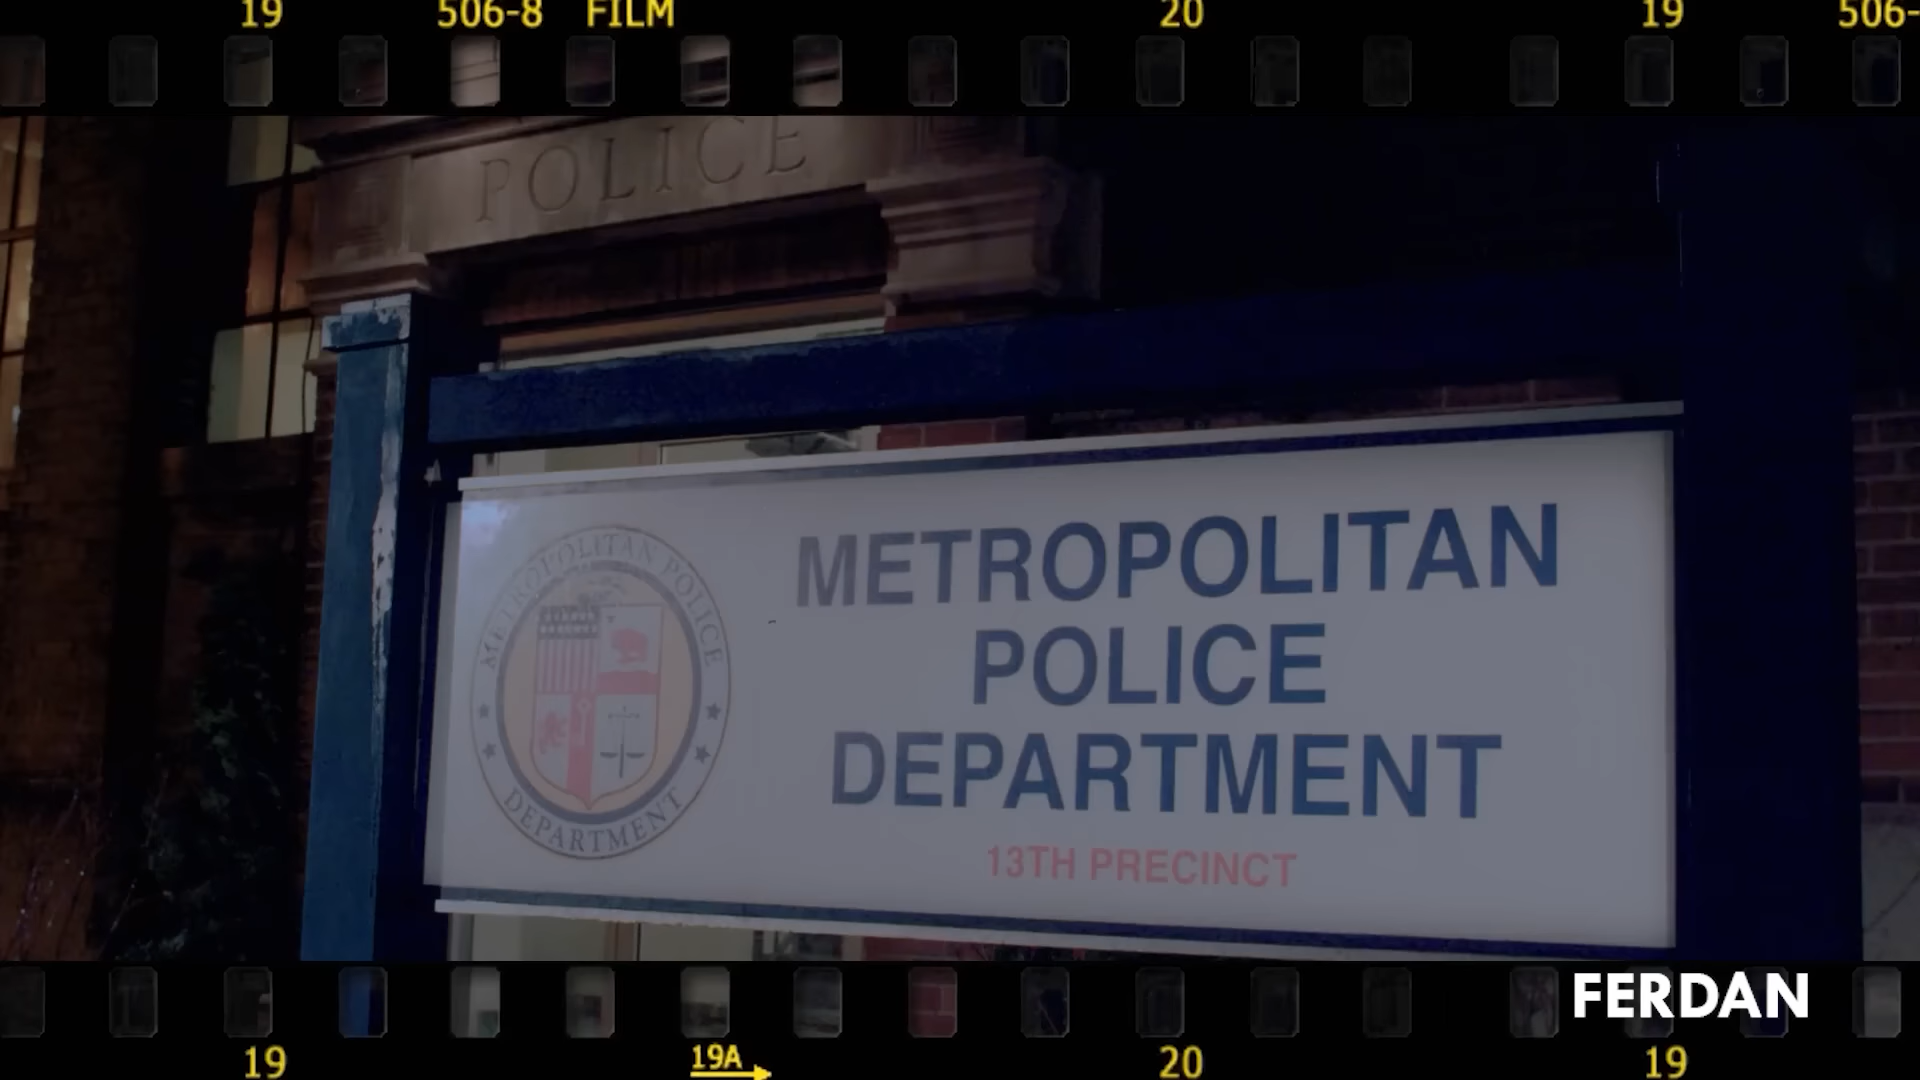 19 506-8 FILM 20 19 506-
POLICE
METROPOLITAN POLICE
DEPARTMENT
METROPOLITAN
POLICE
DEPARTMENT
13TH PRECINCT
FERDAN
19 19A 20 19